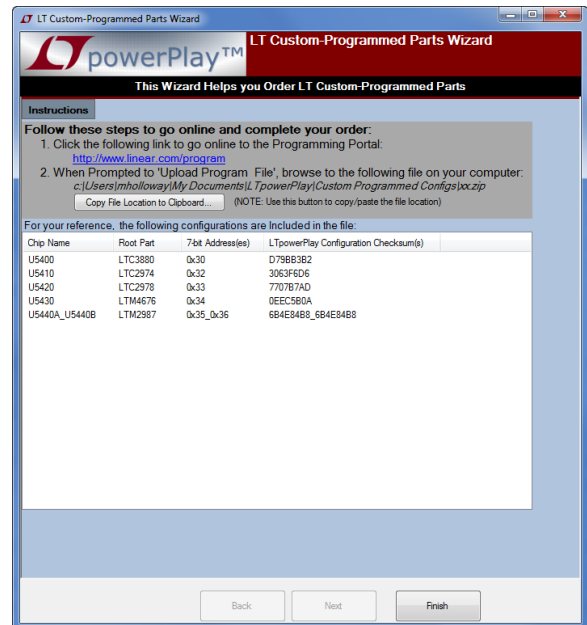 LT Custom-Programmed Parts Wizard
LT powerPlay™
LT Custom-Programmed Parts Wizard
This Wizard Helps you Order LT Custom-Programmed Parts
Instructions
Follow these steps to go online and complete your order:
1. Click the following link to go online to the Programming Portal:
http://www.linear.com/program
2. When Prompted to 'Upload Program File', browse to the following file on your computer:
c:\Users\mholloway\My Documents\LTpowerPlay\Custom Programmed Configs\px.zip
Copy File Location to Clipboard... (NOTE: Use this button to copy/paste the file location)
For your reference, the following configurations are Included in the file:
Chip Name Root Part 7-bit Address(es) LTpowerPlay Configuration Checksum(s)
U5400 LTC3880 0x30 D79BB3B2
U5410 LTC2974 0x32 3063F6D6
U5420 LTC2978 0x33 7707B7AD
U5430 LTM4676 0x34 0EEC5B0A
U5440A_U5440B LTM2987 0x35_0x36 6B4E84B8_6B4E84B8
Back Next Finish